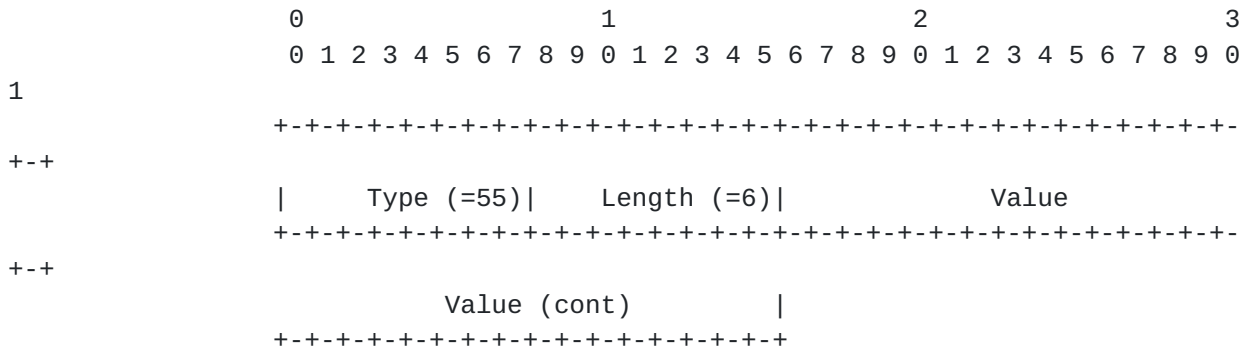 0                   1                   2                   3
                  0 1 2 3 4 5 6 7 8 9 0 1 2 3 4 5 6 7 8 9 0 1 2 3 4 5 6 7 8 9 0
1
                 +-+-+-+-+-+-+-+-+-+-+-+-+-+-+-+-+-+-+-+-+-+-+-+-+-+-+-+-+-+-+-
+-+
                 |     Type (=55)|    Length (=6)|             Value
                 +-+-+-+-+-+-+-+-+-+-+-+-+-+-+-+-+-+-+-+-+-+-+-+-+-+-+-+-+-+-+-
+-+
                            Value (cont)         |
                 +-+-+-+-+-+-+-+-+-+-+-+-+-+-+-+-+